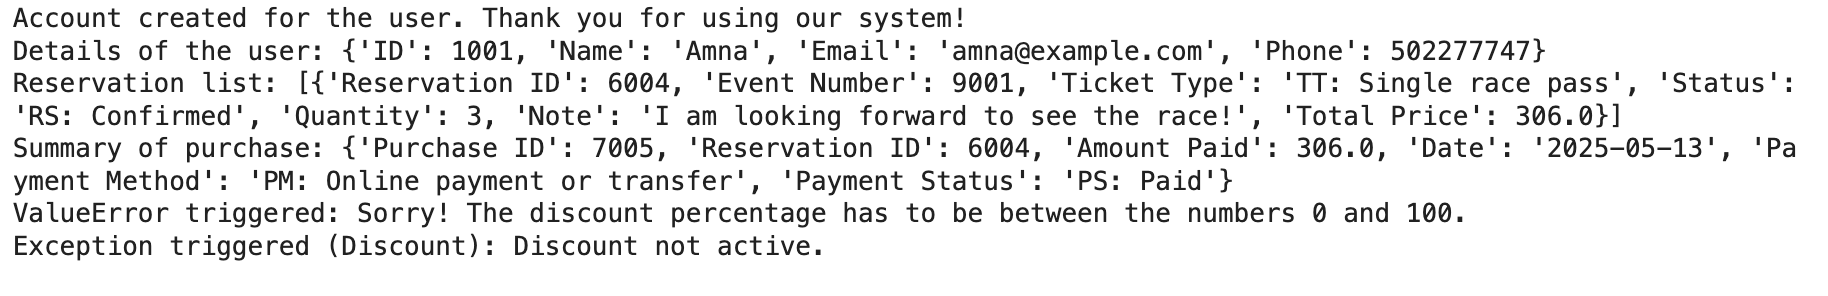 Account created for the user. Thank you for using our system!
Details of the user: {'ID': 1001, 'Name': 'Amna', 'Email': 'amna@example.com', 'Phone': 502277747}
Reservation list: [{'Reservation ID': 6004, 'Event Number': 9001, 'Ticket Type': 'TT: Single race pass', 'Status':
'RS: Confirmed', 'Quantity': 3, 'Note': 'I am looking forward to see the race!', 'Total Price': 306.0}]
Summary of purchase: {'Purchase ID': 7005, 'Reservation ID': 6004, 'Amount Paid': 306.0, 'Date': '2025-05-13', 'Pa
yment Method': 'PM: Online payment or transfer', 'Payment Status': 'PS: Paid'}
ValueError triggered: Sorry! The discount percentage has to be between the numbers 0 and 100.
Exception triggered (Discount): Discount not active.